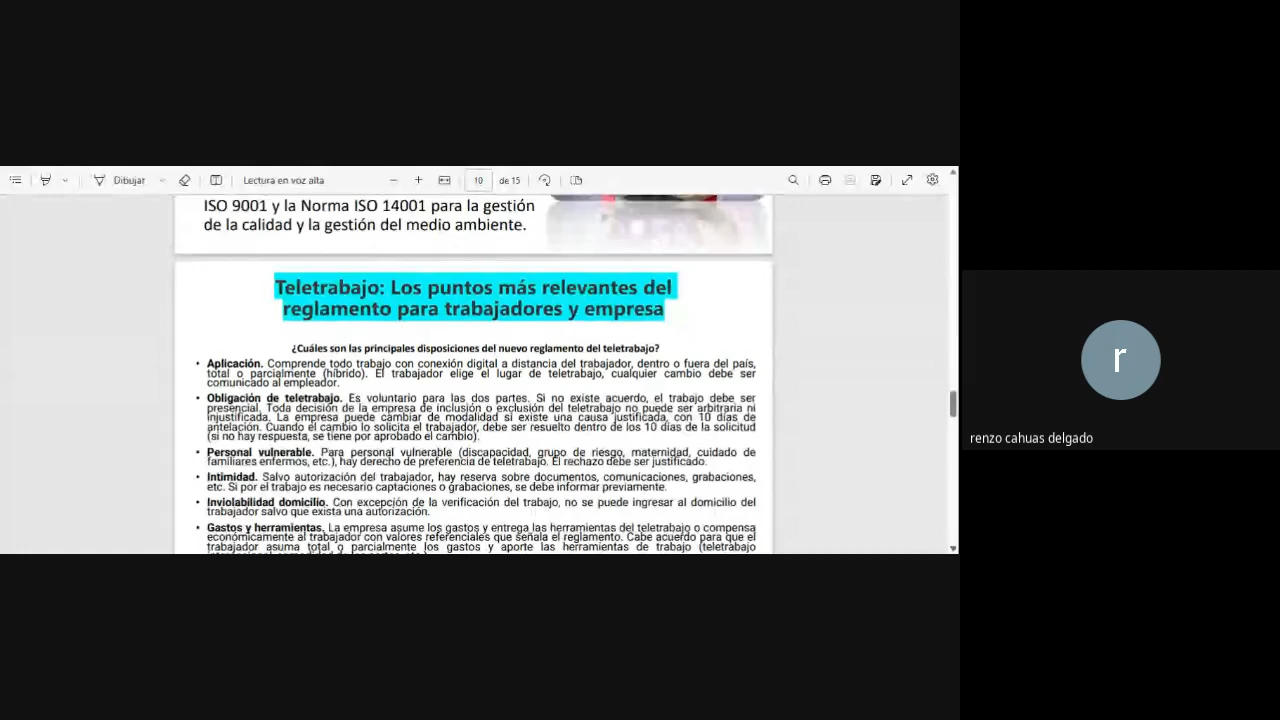 Dibujar
Lectura en voz alta
10 de 15
ISO 9001 y la Norma ISO 14001 para la gestión
de la calidad y la gestión del medio ambiente.
Teletrabajo: Los puntos más relevantes del
reglamento para trabajadores y empresa
¿Cuáles son las principales disposiciones del nuevo reglamento del teletrabajo?
• Aplicación. Comprende todo trabajo con conexión digital a distancia del trabajador, dentro o fuera del país,
total o parcialmente (híbrido). El trabajador elige el lugar de teletrabajo, cualquier cambio debe ser
comunicado al empleador.
• Obligación de teletrabajo. Es voluntario para las dos partes. Si no existe acuerdo, el trabajo debe ser
presencial. Toda decisión de la empresa de inclusión o exclusión del teletrabajo no puede ser arbitraria ni
injustificada. La empresa puede cambiar de modalidad si existe una causa justificada, con 10 días de
antelación. Cuando el cambio lo solicita el trabajador, debe ser resuelto dentro de los 10 días de la solicitud
(si no hay respuesta, se tiene por aprobado el cambio).
• Personal vulnerable. Para personal vulnerable (discapacidad, grupo de riesgo, maternidad, cuidado de
familiares enfermos, etc.), hay derecho de preferencia de teletrabajo. El rechazo debe ser justificado.
• Intimidad. Salvo autorización del trabajador, hay reserva sobre documentos, comunicaciones, grabaciones,
etc. Si por el trabajo es necesario captaciones o grabaciones, se debe informar previamente.
• Inviolabilidad domicilio. Con excepción de la verificación del trabajo, no se puede ingresar al domicilio del
trabajador salvo que exista una autorización.
• Gastos y herramientas. La empresa asume los gastos y entrega las herramientas del teletrabajo o compensa
económicamente al trabajador con valores referenciales que señala el reglamento. Cabe acuerdo para que el
trabajador asuma total o parcialmente los gastos y aporte las herramientas de trabajo (teletrabajo
r
renzo cahuas delgado